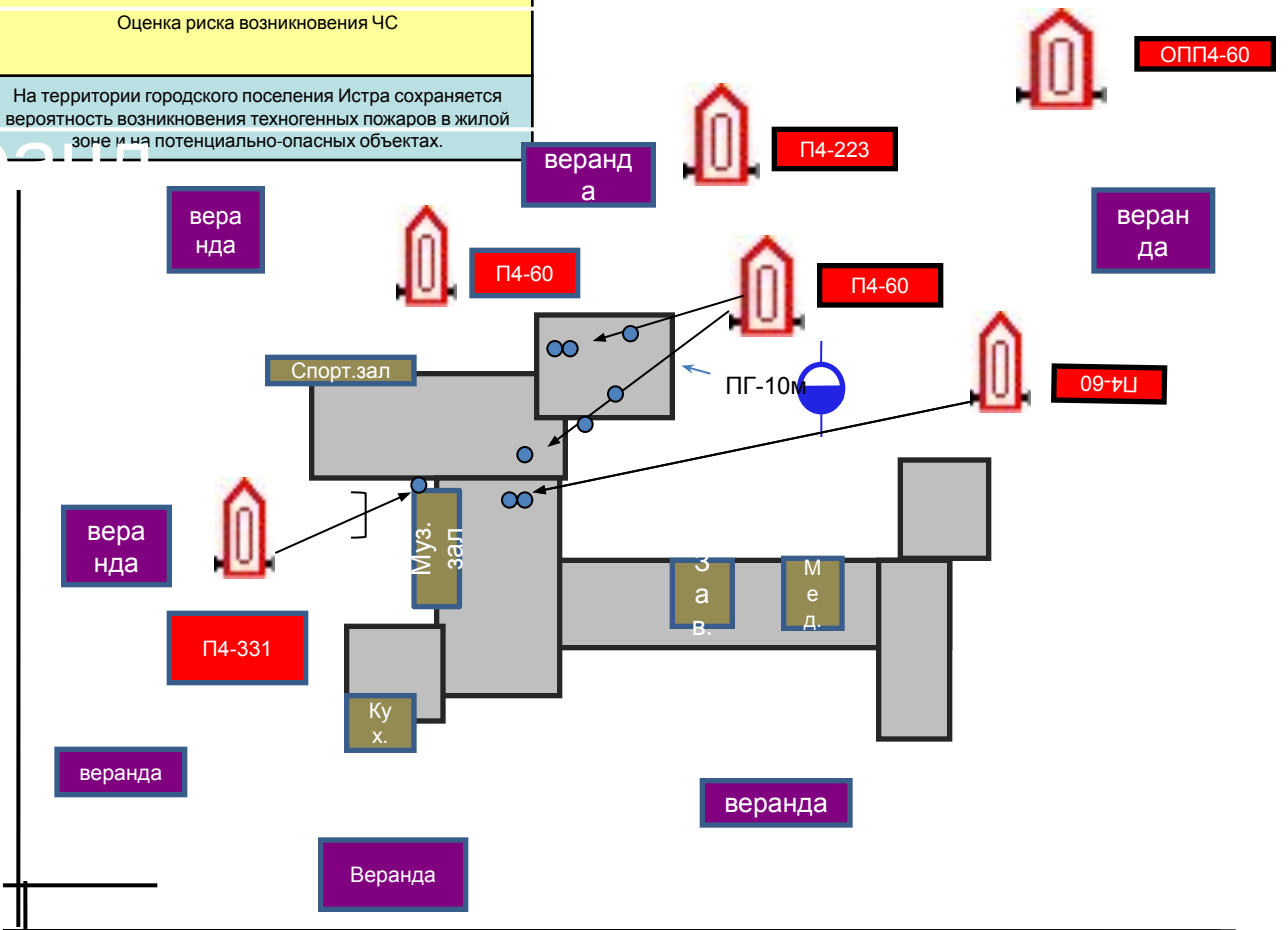 Оценка риска возникновения ЧС
На территории городского поселения Истра сохраняется
вероятность возникновения техногенных пожаров в жилой
зоне и на потенциально-опасных объектах.
ОПП4-60
П4-223
веранд
а
вера
нда
веран
да
П4-60
П4-60
Спорт.зал
ПГ-10м
П4-60
вера
нда
Муз.
зал
З
а
в.
М
е
д.
П4-331
Ку
х.
веранда
веранда
Веранда